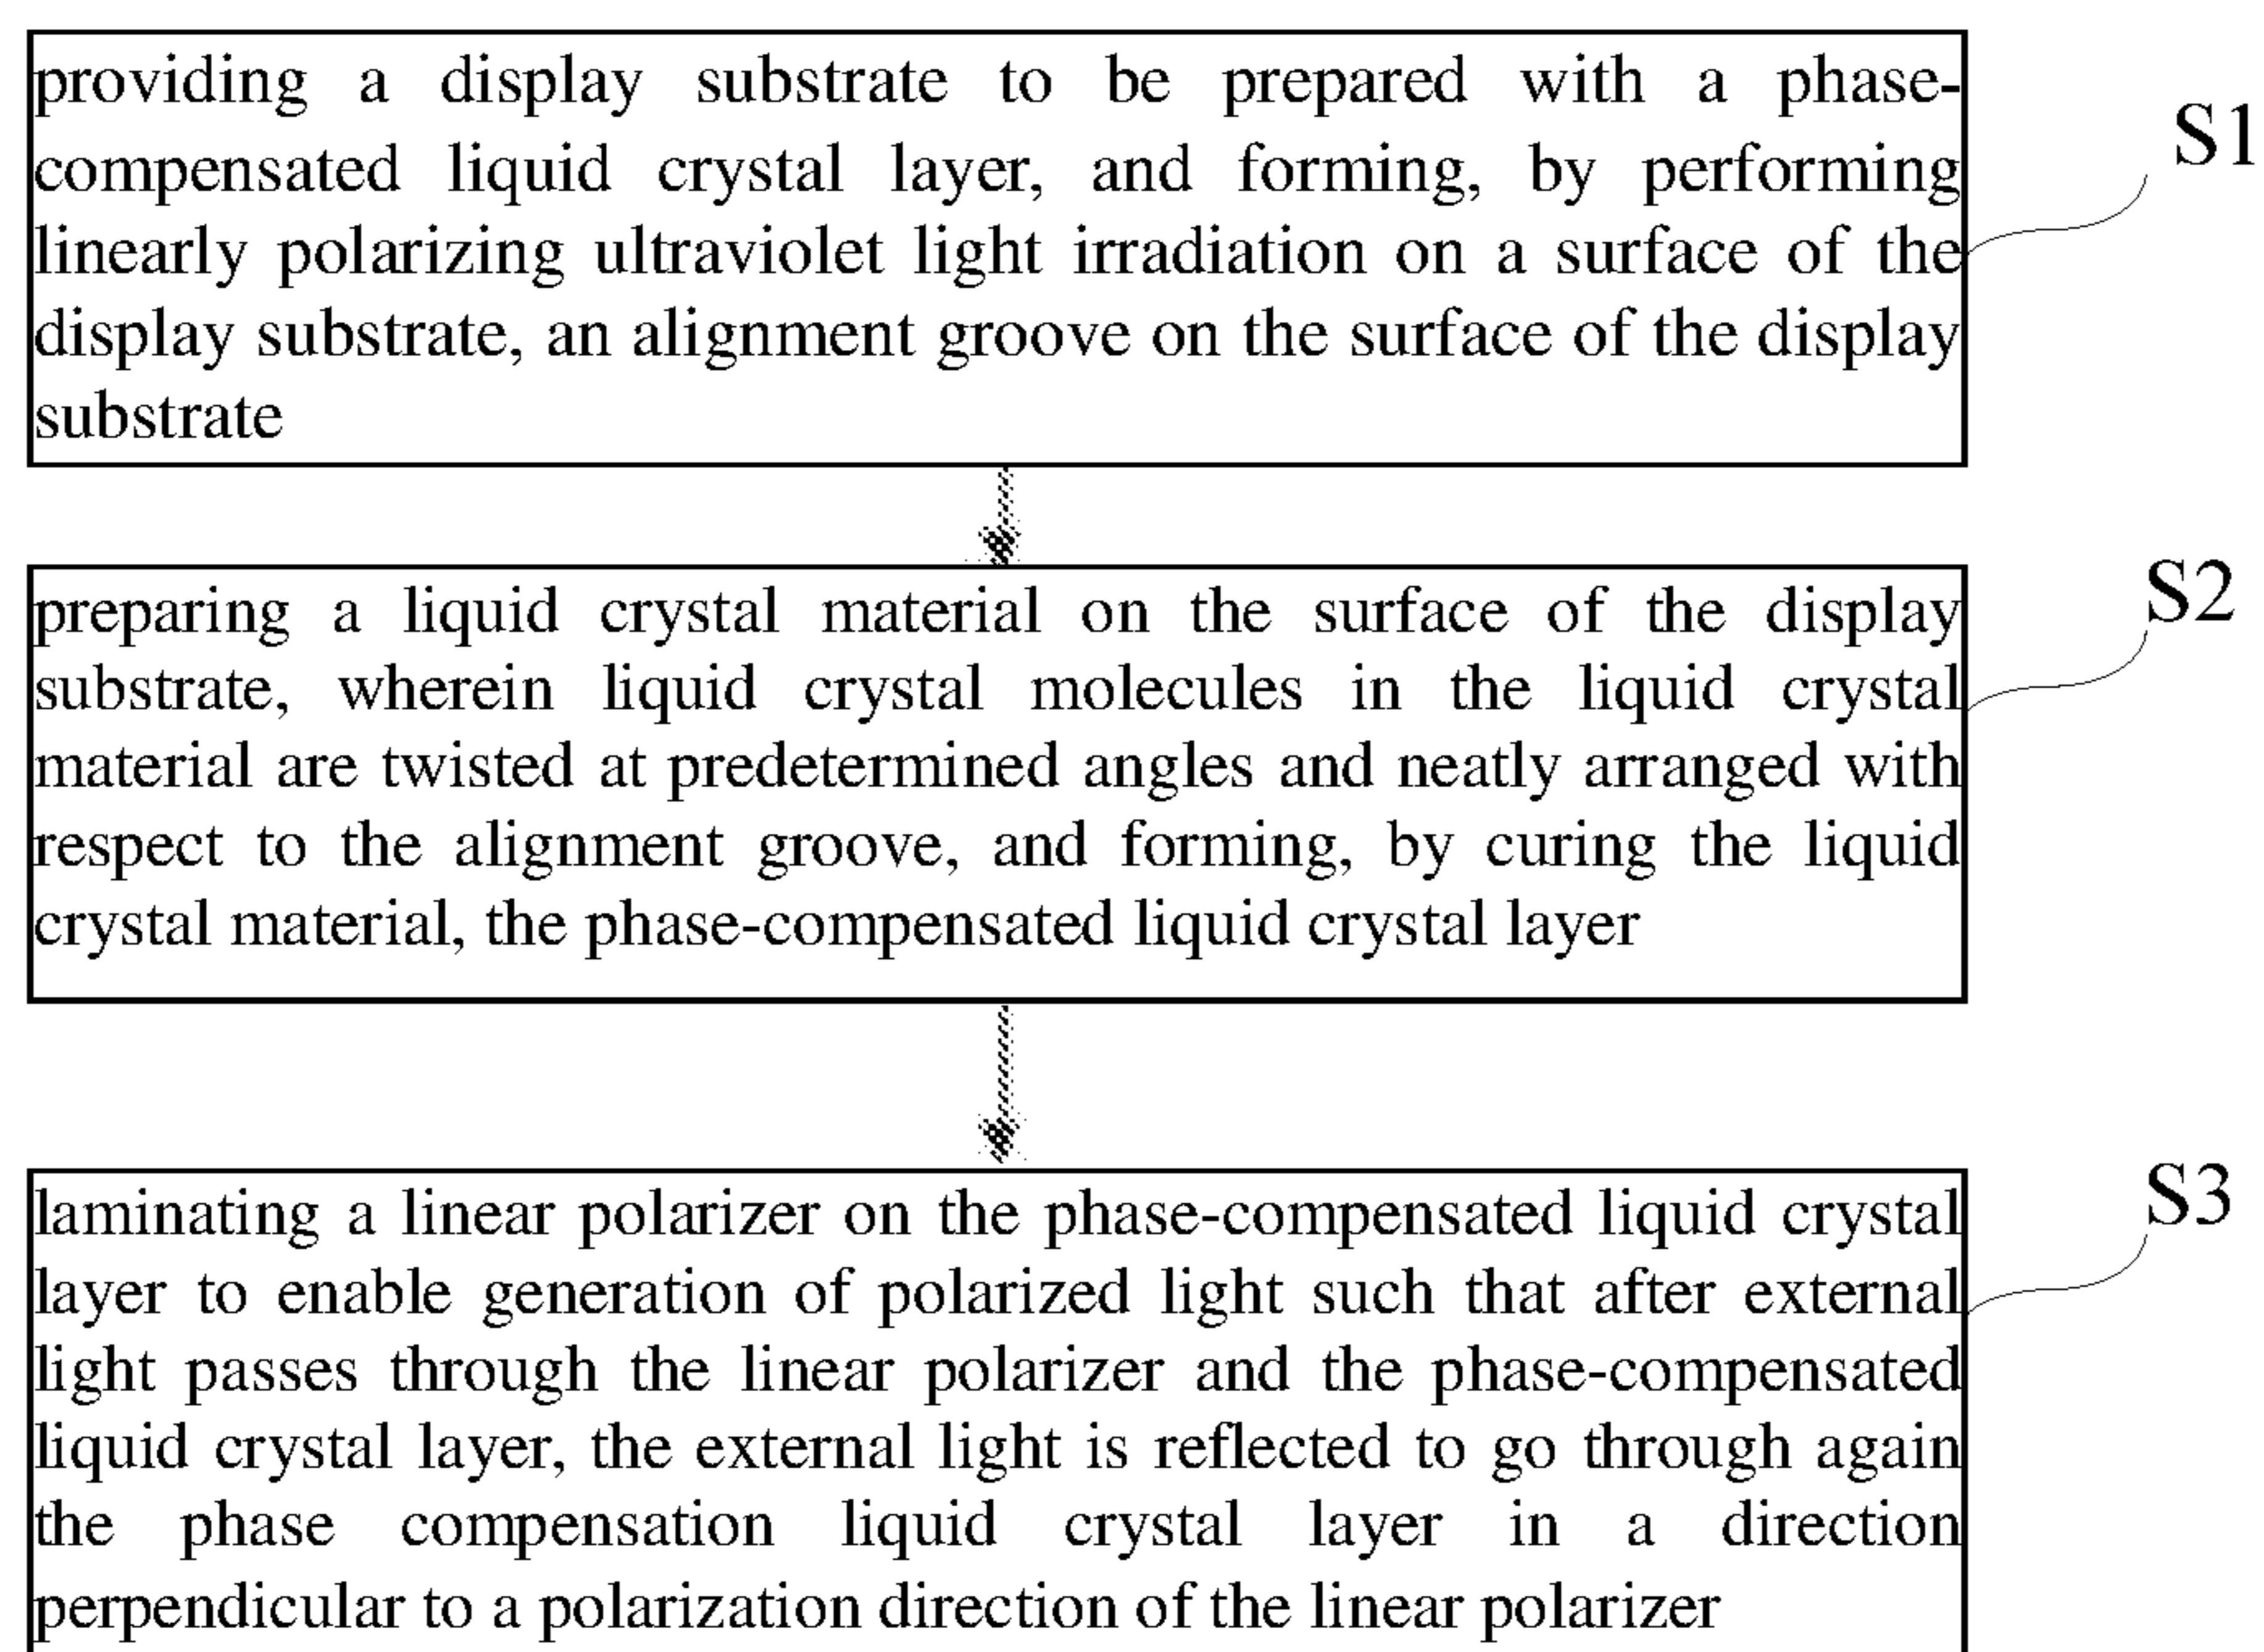 providing a display substrate to be prepared with a phase-
compensated liquid crystal layer, and forming, by performing
linearly polarizing ultraviolet light irradiation on a surface of the
display substrate, an alignment groove on the surface of the display
substrate
S1
preparing a liquid crystal material on the surface of the display
substrate, wherein liquid crystal molecules in the liquid crystal
material are twisted at predetermined angles and neatly arranged with
respect to the alignment groove, and forming, by curing the liquid
crystal material, the phase-compensated liquid crystal layer
S2
laminating a linear polarizer on the phase-compensated liquid crystal
layer to enable generation of polarized light such that after external
light passes through the linear polarizer and the phase-compensated
liquid crystal layer, the external light is reflected to go through again
the phase compensation liquid crystal layer in a direction
perpendicular to a polarization direction of the linear polarizer
S3